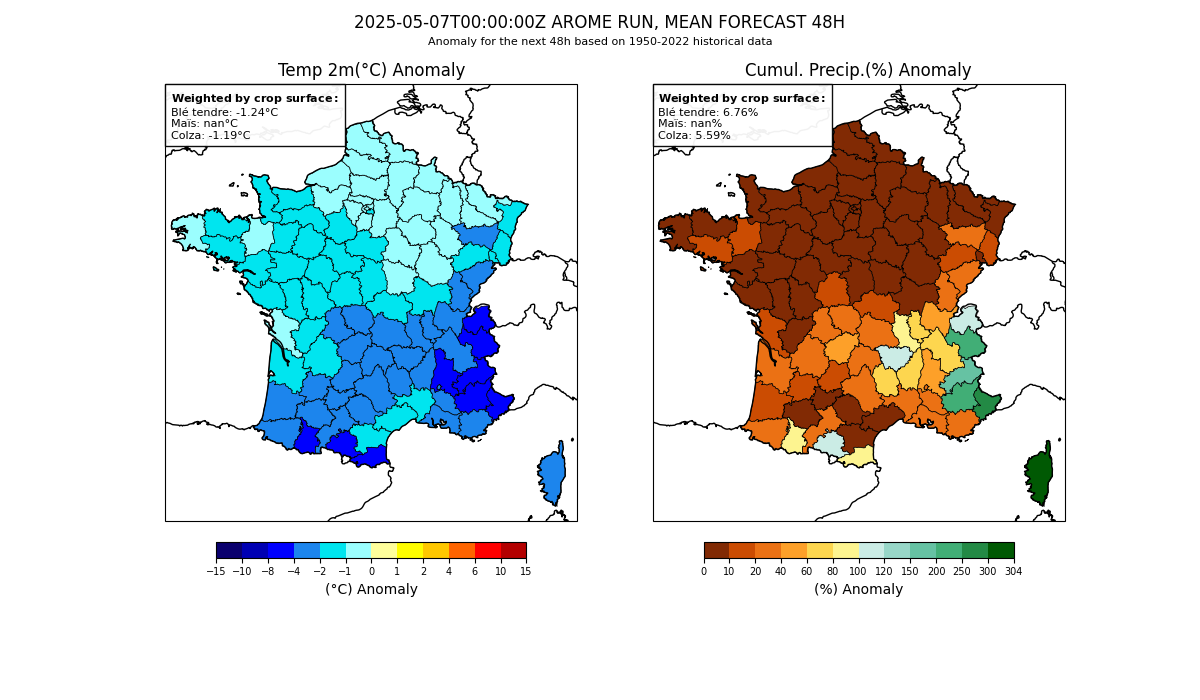 2025-05-07T00:00:00Z AROME RUN, MEAN FORECAST 48H
Anomaly for the next 48h based on 1950-2022 historical data
Temp 2m(°C) Anomaly
Weighted by crop surface:
Blé tendre: -1.24°C
Maïs: nan°C
Colza: -1.19°C
−15 −10 −8 −4 −2 −1 0 1 2 4 6 10 15
(°C) Anomaly
Cumul. Precip.(%) Anomaly
Weighted by crop surface:
Blé tendre: 6.76%
Maïs: nan%
Colza: 5.59%
0 10 20 40 60 80 100 120 150 200 250 300 304
(%) Anomaly